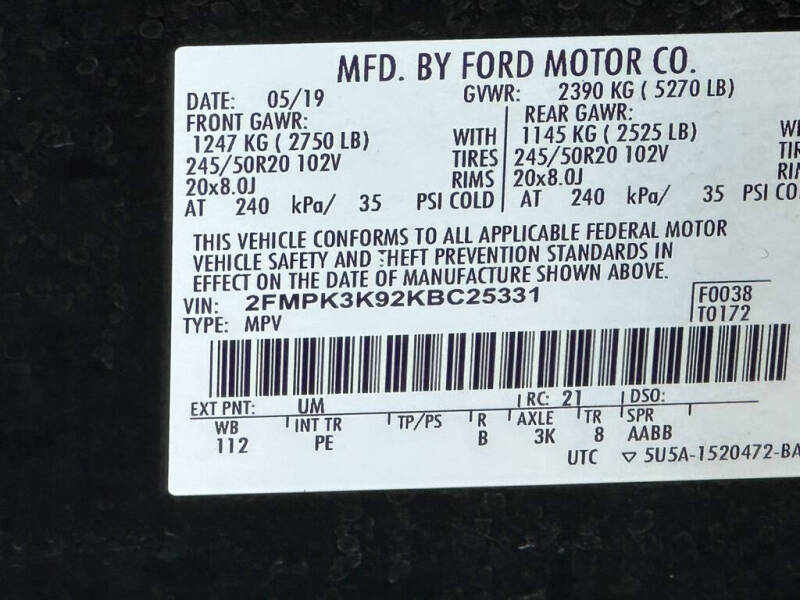 MFD. BY FORD MOTOR CO.
DATE: 05/19 GVWR: 2390 KG ( 5270 LB)
FRONT GAWR: REAR GAWR:
1247 KG ( 2750 LB) WITH 1145 KG ( 2525 LB)
245/50R20 102V TIRES 245/50R20 102V
20x8.0J RIMS 20x8.0J
AT 240 kPa/ 35 PSI COLD AT 240 kPa/ 35 PSI CO
THIS VEHICLE CONFORMS TO ALL APPLICABLE FEDERAL MOTOR
VEHICLE SAFETY AND THEFT PREVENTION STANDARDS IN
EFFECT ON THE DATE OF MANUFACTURE SHOWN ABOVE.
VIN: 2FMPK3K92KBC25331 F0038
TYPE: MPV T0172
EXT PNT: UM RC: 21 DSO:
WB INT TR TP/PS R AXLE TR SPR
112 PE B 3K 8 AABB
UTC ▽ 5U5A-1520472-BA